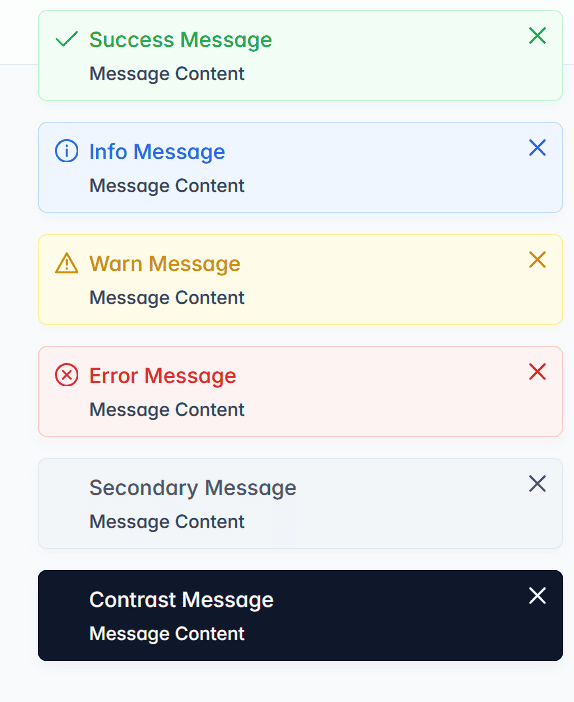 Success Message
Message Content
Info Message
Message Content
Warn Message
Message Content
Error Message
Message Content
Secondary Message
Message Content
Contrast Message
Message Content